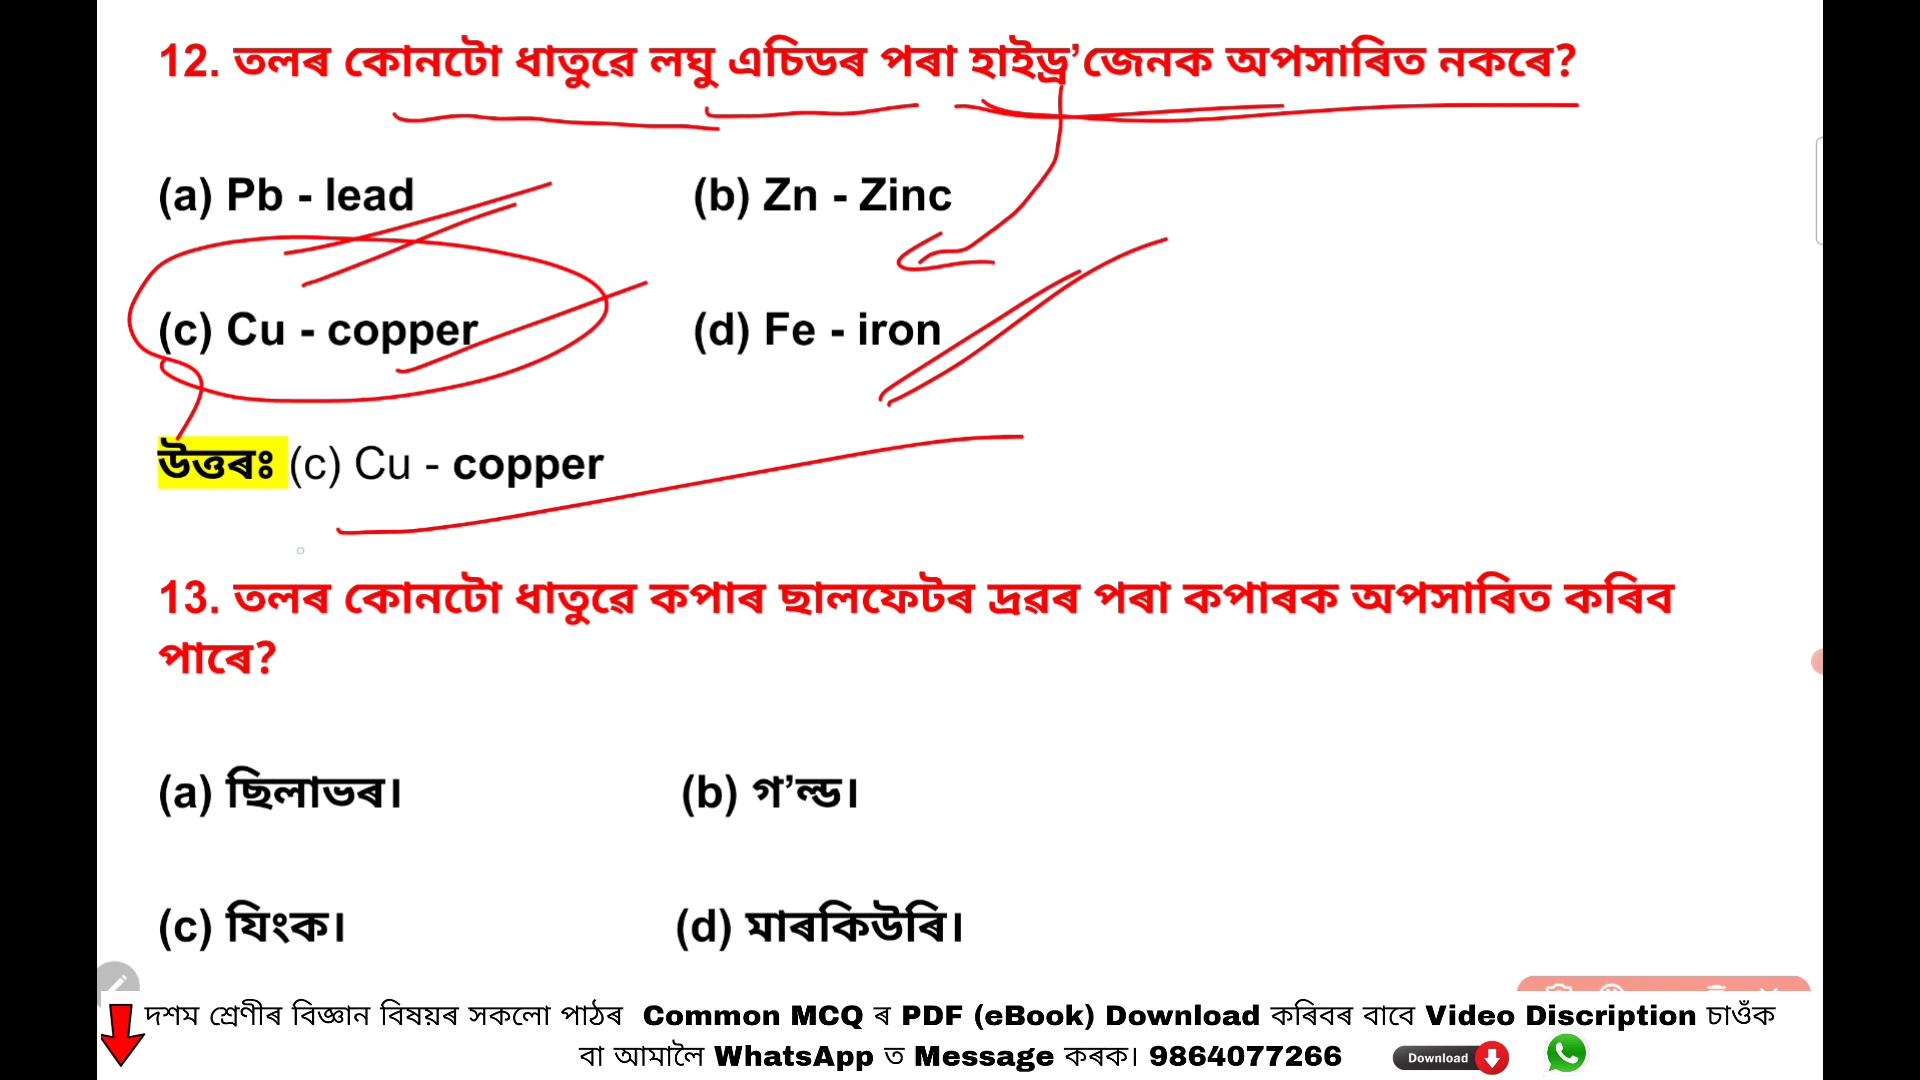 12. তলৰ কোনটো ধাতুৱে লঘু এচিডৰ পৰা হাইড্ৰ’জেনক অপসাৰিত নকৰে?
(a) Pb - lead (b) Zn - Zinc
(c) Cu - copper (d) Fe - iron
উত্তৰঃ (c) Cu - copper
13. তলৰ কোনটো ধাতুৱে কপাৰ ছালফেটৰ দ্ৰৱৰ পৰা কপাৰক অপসাৰিত কৰিব
পাৰে?
(a) ছিলাভৰ। (b) গ’ল্ড।
(c) যিংক। (d) মাৰকিউৰি।
দশম শ্ৰেণীৰ বিজ্ঞান বিষয়ৰ সকলো পাঠৰ Common MCQ ৰ PDF (eBook) Download কৰিবৰ বাবে Video Discription চাওঁক
বা আমালৈ WhatsApp ত Message কৰক। 9864077266 Download